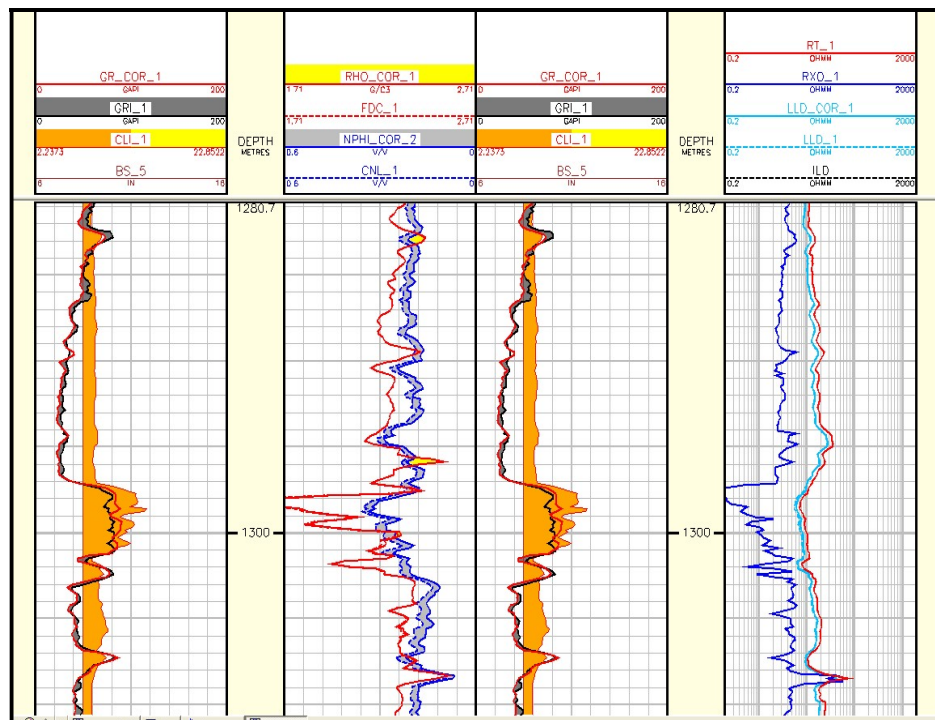 GR_COR_1
0 GAPI 200
GRI_1
0 GAPI 200
CLI_1
2.2373 22.8522
BS_5
6 IN 16
DEPTH
METRES
RHO_COR_1
1.71 G/C3 2.71
FDC_1
1.71 2.71
NPHI_COR_2
0.6 V/V 0
CNL_1
0.6 V/V 0
GR_COR_1
0 GAPI 200
GRI_1
0 GAPI 200
CLI_1
2.2373 22.8522
BS_5
6 IN 16
DEPTH
METRES
RT_1
0.2 OHMM 2000
RXO_1
0.2 OHMM 2000
LLD_COR_1
0.2 OHMM 2000
LLD_1
0.2 OHMM 2000
ILD
0.2 OHMM 2000
1280.7
1300
1280.7
1300